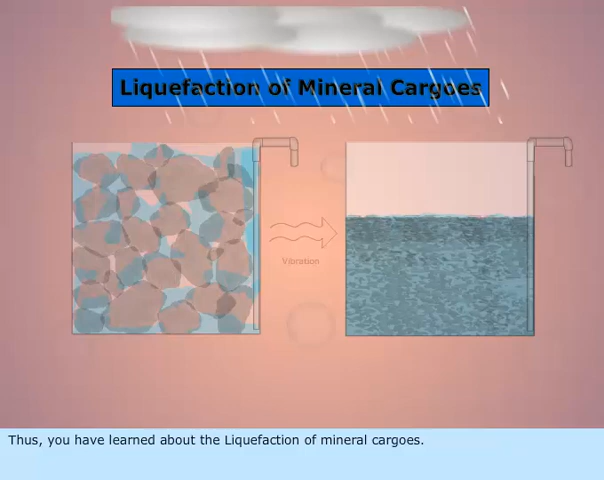 Liquefaction of Mineral Cargoes
Vibration
Thus, you have learned about the Liquefaction of mineral cargoes.